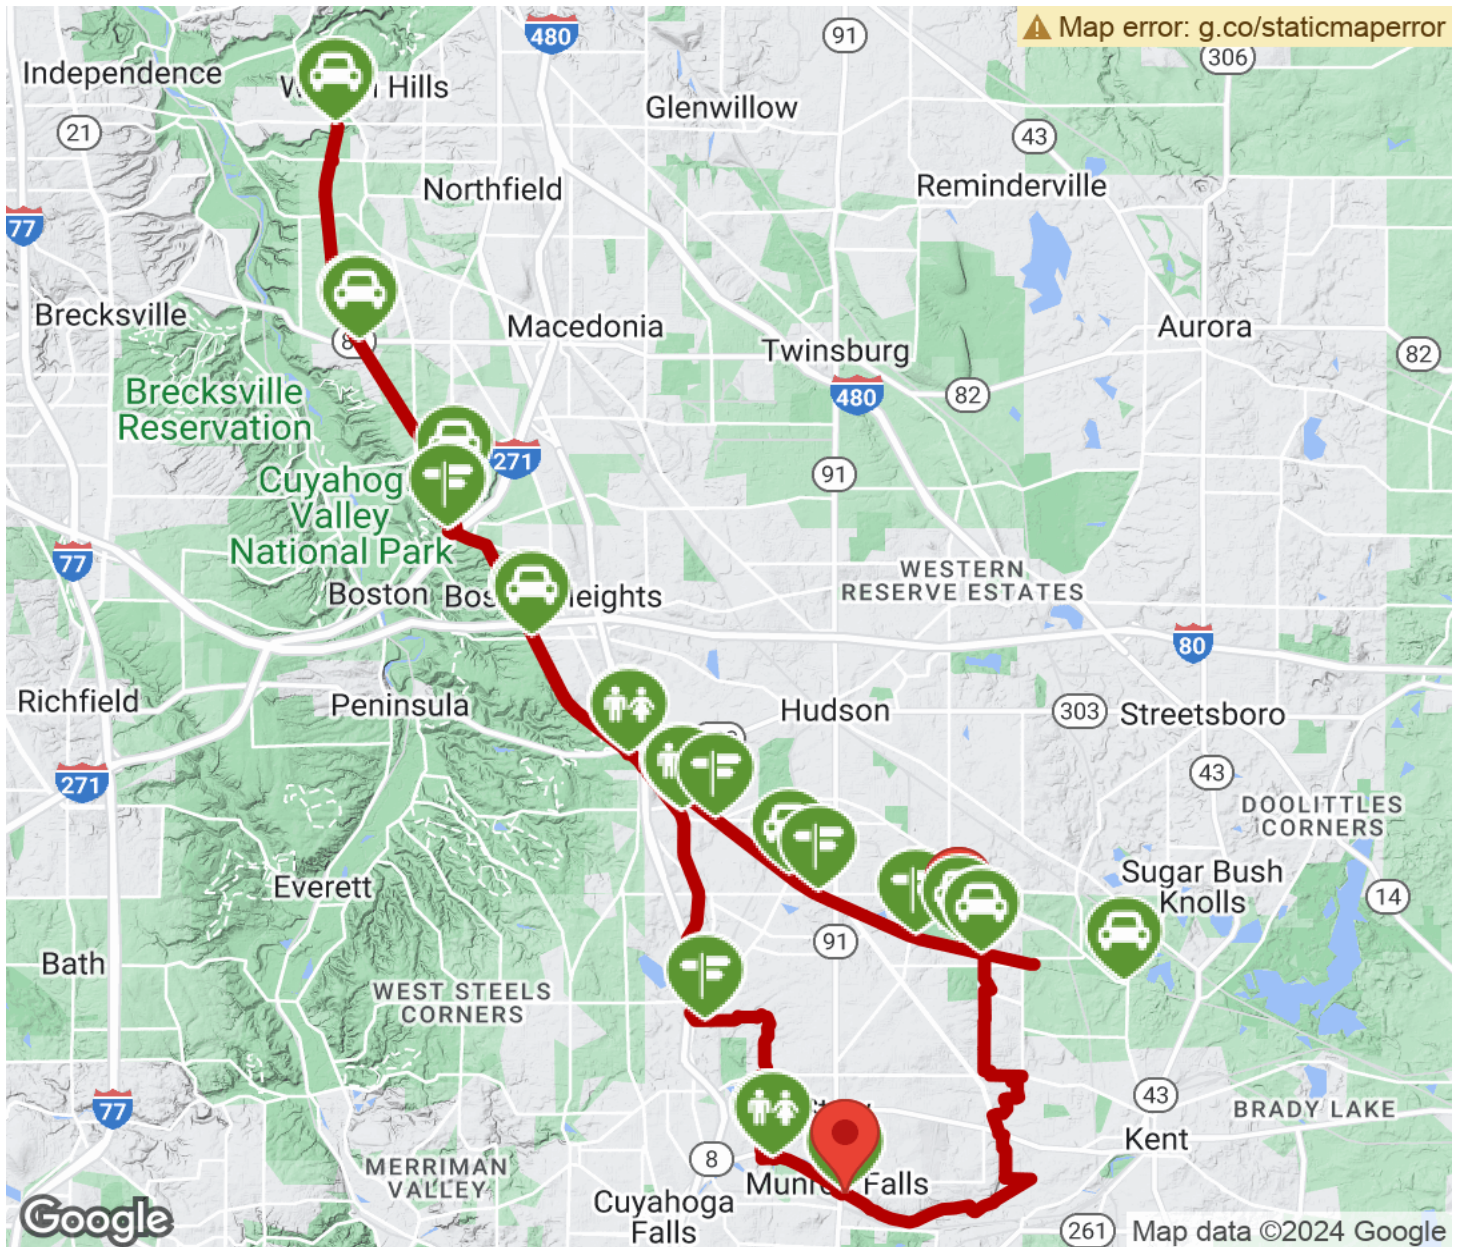 Map error: g.co/staticmaperror
480
91
306
Independence
Hills
Glenwillow
21
43
Northfield
Reminderville
77
Brecksville
Macedonia
Aurora
Twinsburg
82
480
82
Brecksville
Reservation
271
91
Cuyahog
Valley
National Park
77
WESTERN
RESERVE ESTATES
Boston
Bos
eights
80
Richfield
Peninsula
Hudson
303
Streetsboro
271
43
DOOLITTLES
CORNERS
Everett
Sugar Bush
Knolls
14
91
Bath
WEST STEELS
CORNERS
77
43
BRADY LAKE
Kent
8
MERRIMAN
VALLEY
Munr
Falls
Cuyahoga
Falls
261
Google
Map data ©2024 Google